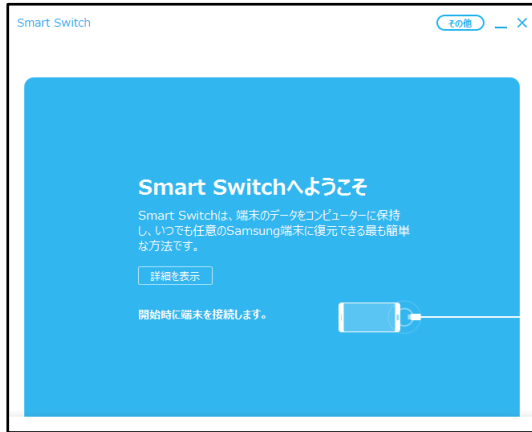 Smart Switch
その他
Smart Switchへようこそ
Smart Switchは、端末のデータをコンピューターに保持
し、いつでも任意のSamsung端末に復元できる最も簡単
な方法です。
詳細を表示
開始時に端末を接続します。